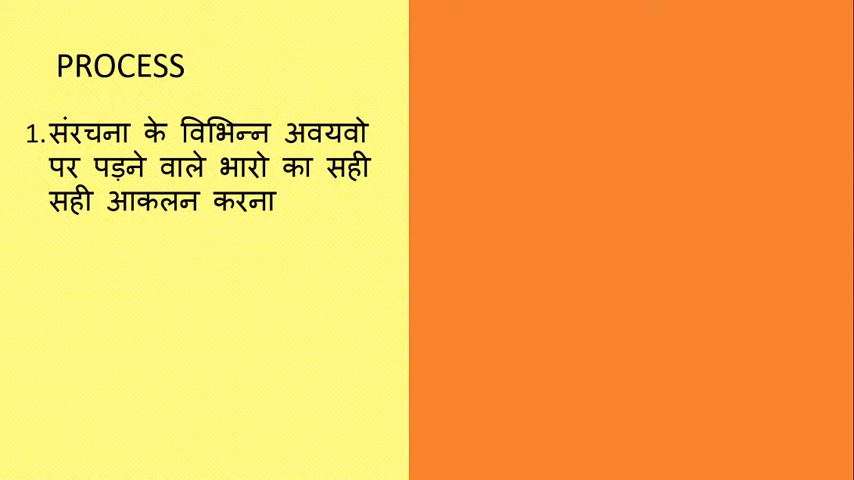 PROCESS
1. संरचना के विभिन्न अवयवो
पर पड़ने वाले भारो का सही
सही आकलन करना